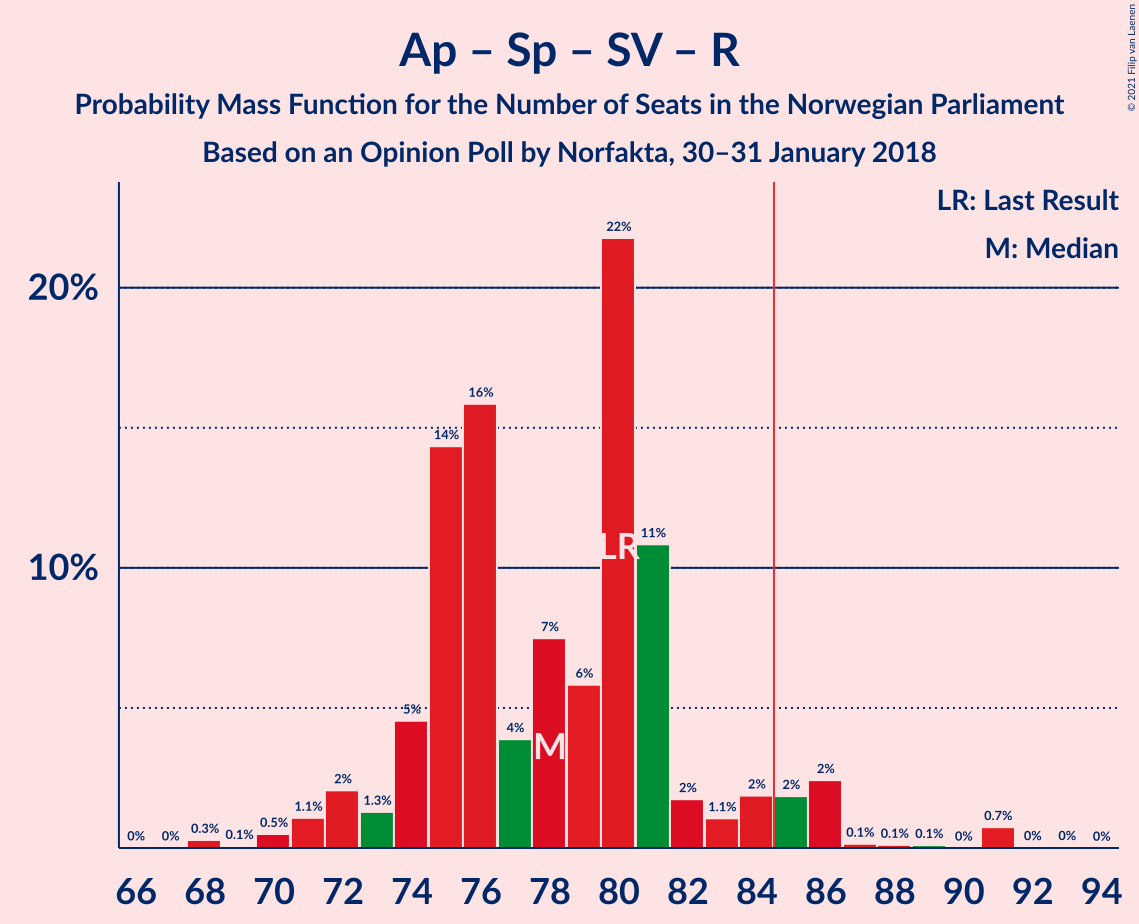 Ap – Sp – SV – R
Probability Mass Function for the Number of Seats in the Norwegian Parliament
Based on an Opinion Poll by Norfakta, 30–31 January 2018
© 2021 Filip van Laenen
LR: Last Result
M: Median
20%
10%
0% 0% 0.3% 0.1% 0.5% 1.1% 2% 1.3% 5% 14% 16% 4% 7% 6% 22% 11% 2% 1.1% 2% 2% 2% 0.1% 0.1% 0.1% 0% 0.7% 0% 0% 0%
LR
M
66 68 70 72 74 76 78 80 82 84 86 88 90 92 94